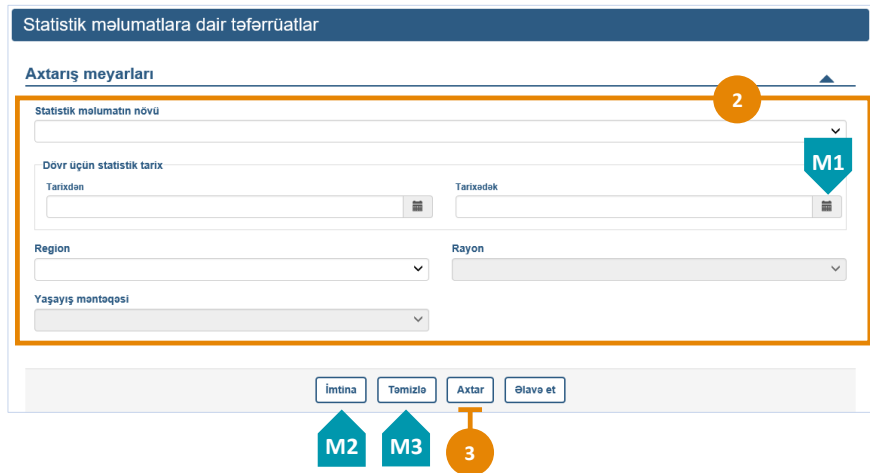 Statistik məlumatlara dair təfərrüatlar
Axtarış meyarları
2
Statistik məlumatın növü
Dövr üçün statistik tarix
M1
Tarixdən
Tarixədək
Region
Rayon
Yaşayış məntəqəsi
İmtina
Təmizlə
Axtar
Əlavə et
M2
M3
3